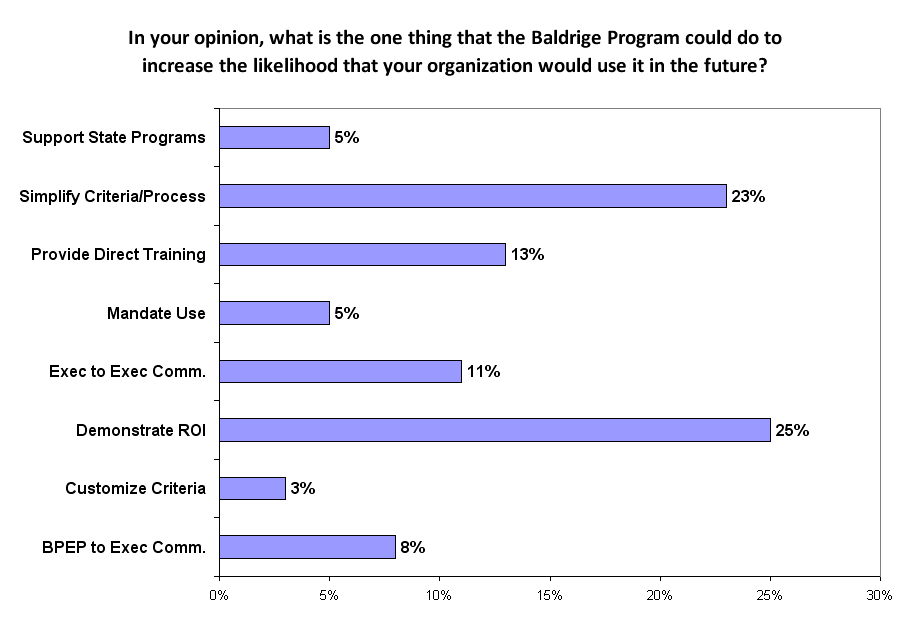 In your opinion, what is the one thing that the Baldrige Program could do to
increase the likelihood that your organization would use it in the future?
Support State Programs 5%
Simplify Criteria/Process 23%
Provide Direct Training 13%
Mandate Use 5%
Exec to Exec Comm. 11%
Demonstrate ROI 25%
Customize Criteria 3%
BPEP to Exec Comm. 8%
0% 5% 10% 15% 20% 25% 30%